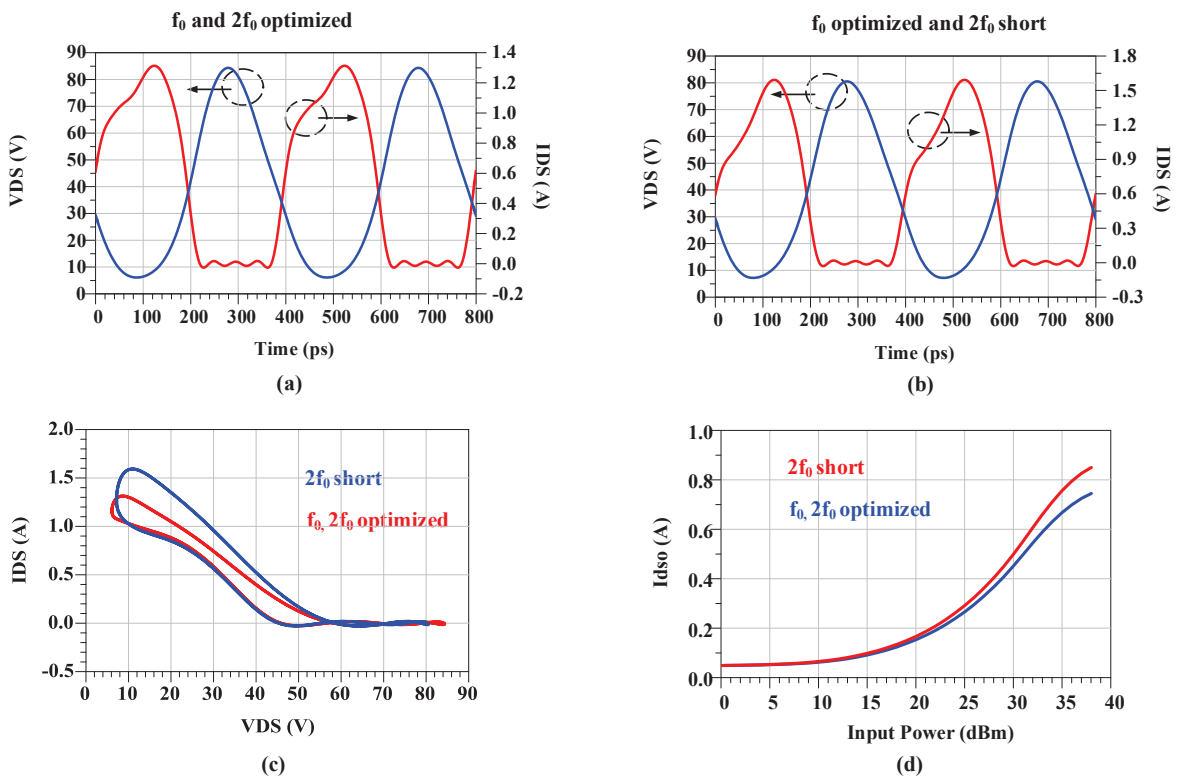 f₀ and 2f₀ optimized
90
80
70
60
50
40
30
20
10
0
VDS (V)
1.4
1.2
1.0
0.8
0.6
0.4
0.2
0.0
-0.2
IDS (A)
0 100 200 300 400 500 600 700 800
Time (ps)
(a)
f₀ optimized and 2f₀ short
90
80
70
60
50
40
30
20
10
0
VDS (V)
1.8
1.5
1.2
0.9
0.6
0.3
0.0
-0.3
IDS (A)
0 100 200 300 400 500 600 700 800
Time (ps)
(b)
2.0
1.5
1.0
0.5
0.0
-0.5
IDS (A)
2f₀ short
f₀, 2f₀ optimized
0 10 20 30 40 50 60 70 80 90
VDS (V)
(c)
1.0
0.8
0.6
0.4
0.2
0.0
Idso (A)
2f₀ short
f₀, 2f₀ optimized
0 5 10 15 20 25 30 35 40
Input Power (dBm)
(d)